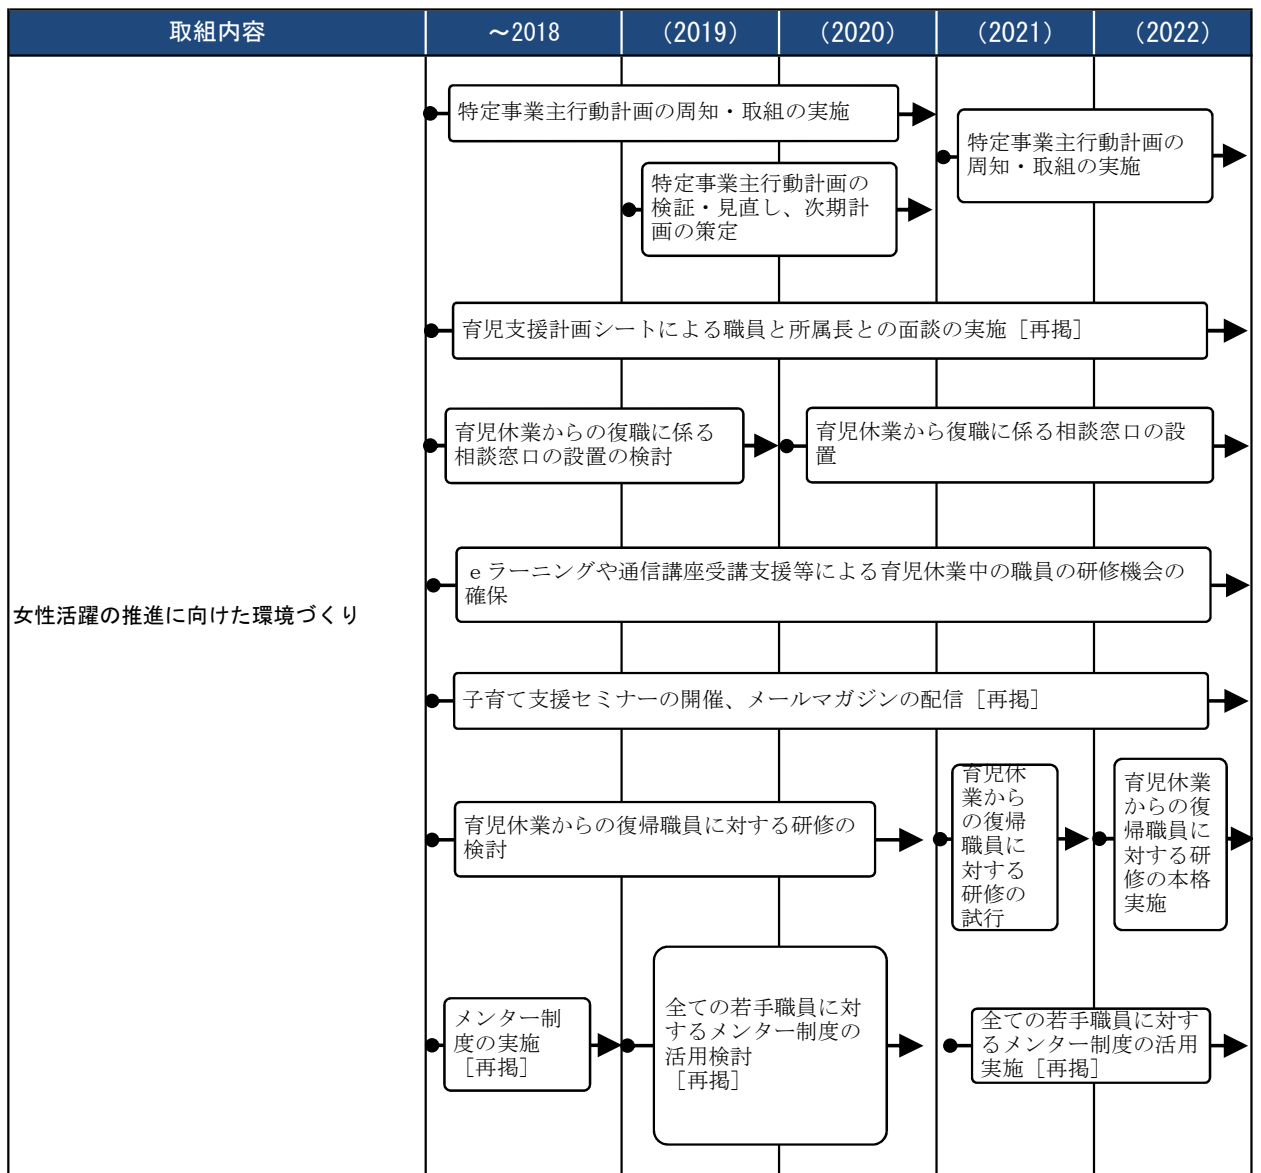 取組内容
～2018
（2019）
（2020）
（2021）
（2022）
女性活躍の推進に向けた環境づくり
特定事業主行動計画の周知・取組の実施
特定事業主行動計画の
周知・取組の実施
特定事業主行動計画の
検証・見直し、次期計
画の策定
育児支援計画シートによる職員と所属長との面談の実施［再掲］
育児休業からの復職に係る
相談窓口の設置の検討
育児休業から復職に係る相談窓口の設
置
ｅラーニングや通信講座受講支援等による育児休業中の職員の研修機会の
確保
子育て支援セミナーの開催、メールマガジンの配信［再掲］
育児休業からの復帰職員に対する研修の
検討
育児休
業から
の復帰
職員に
対する
研修の
試行
育児休業
からの復
帰職員に
対する研
修の本格
実施
メンター制
度の実施
［再掲］
全ての若手職員に対
するメンター制度の
活用検討
［再掲］
全ての若手職員に対す
るメンター制度の活用
実施［再掲］